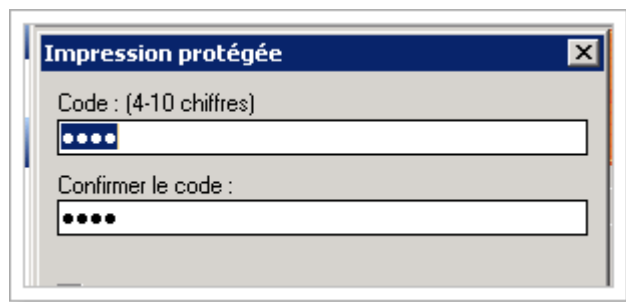 Impression protégée
Code : (4-10 chiffres)
●●●●
Confirmer le code :
●●●●